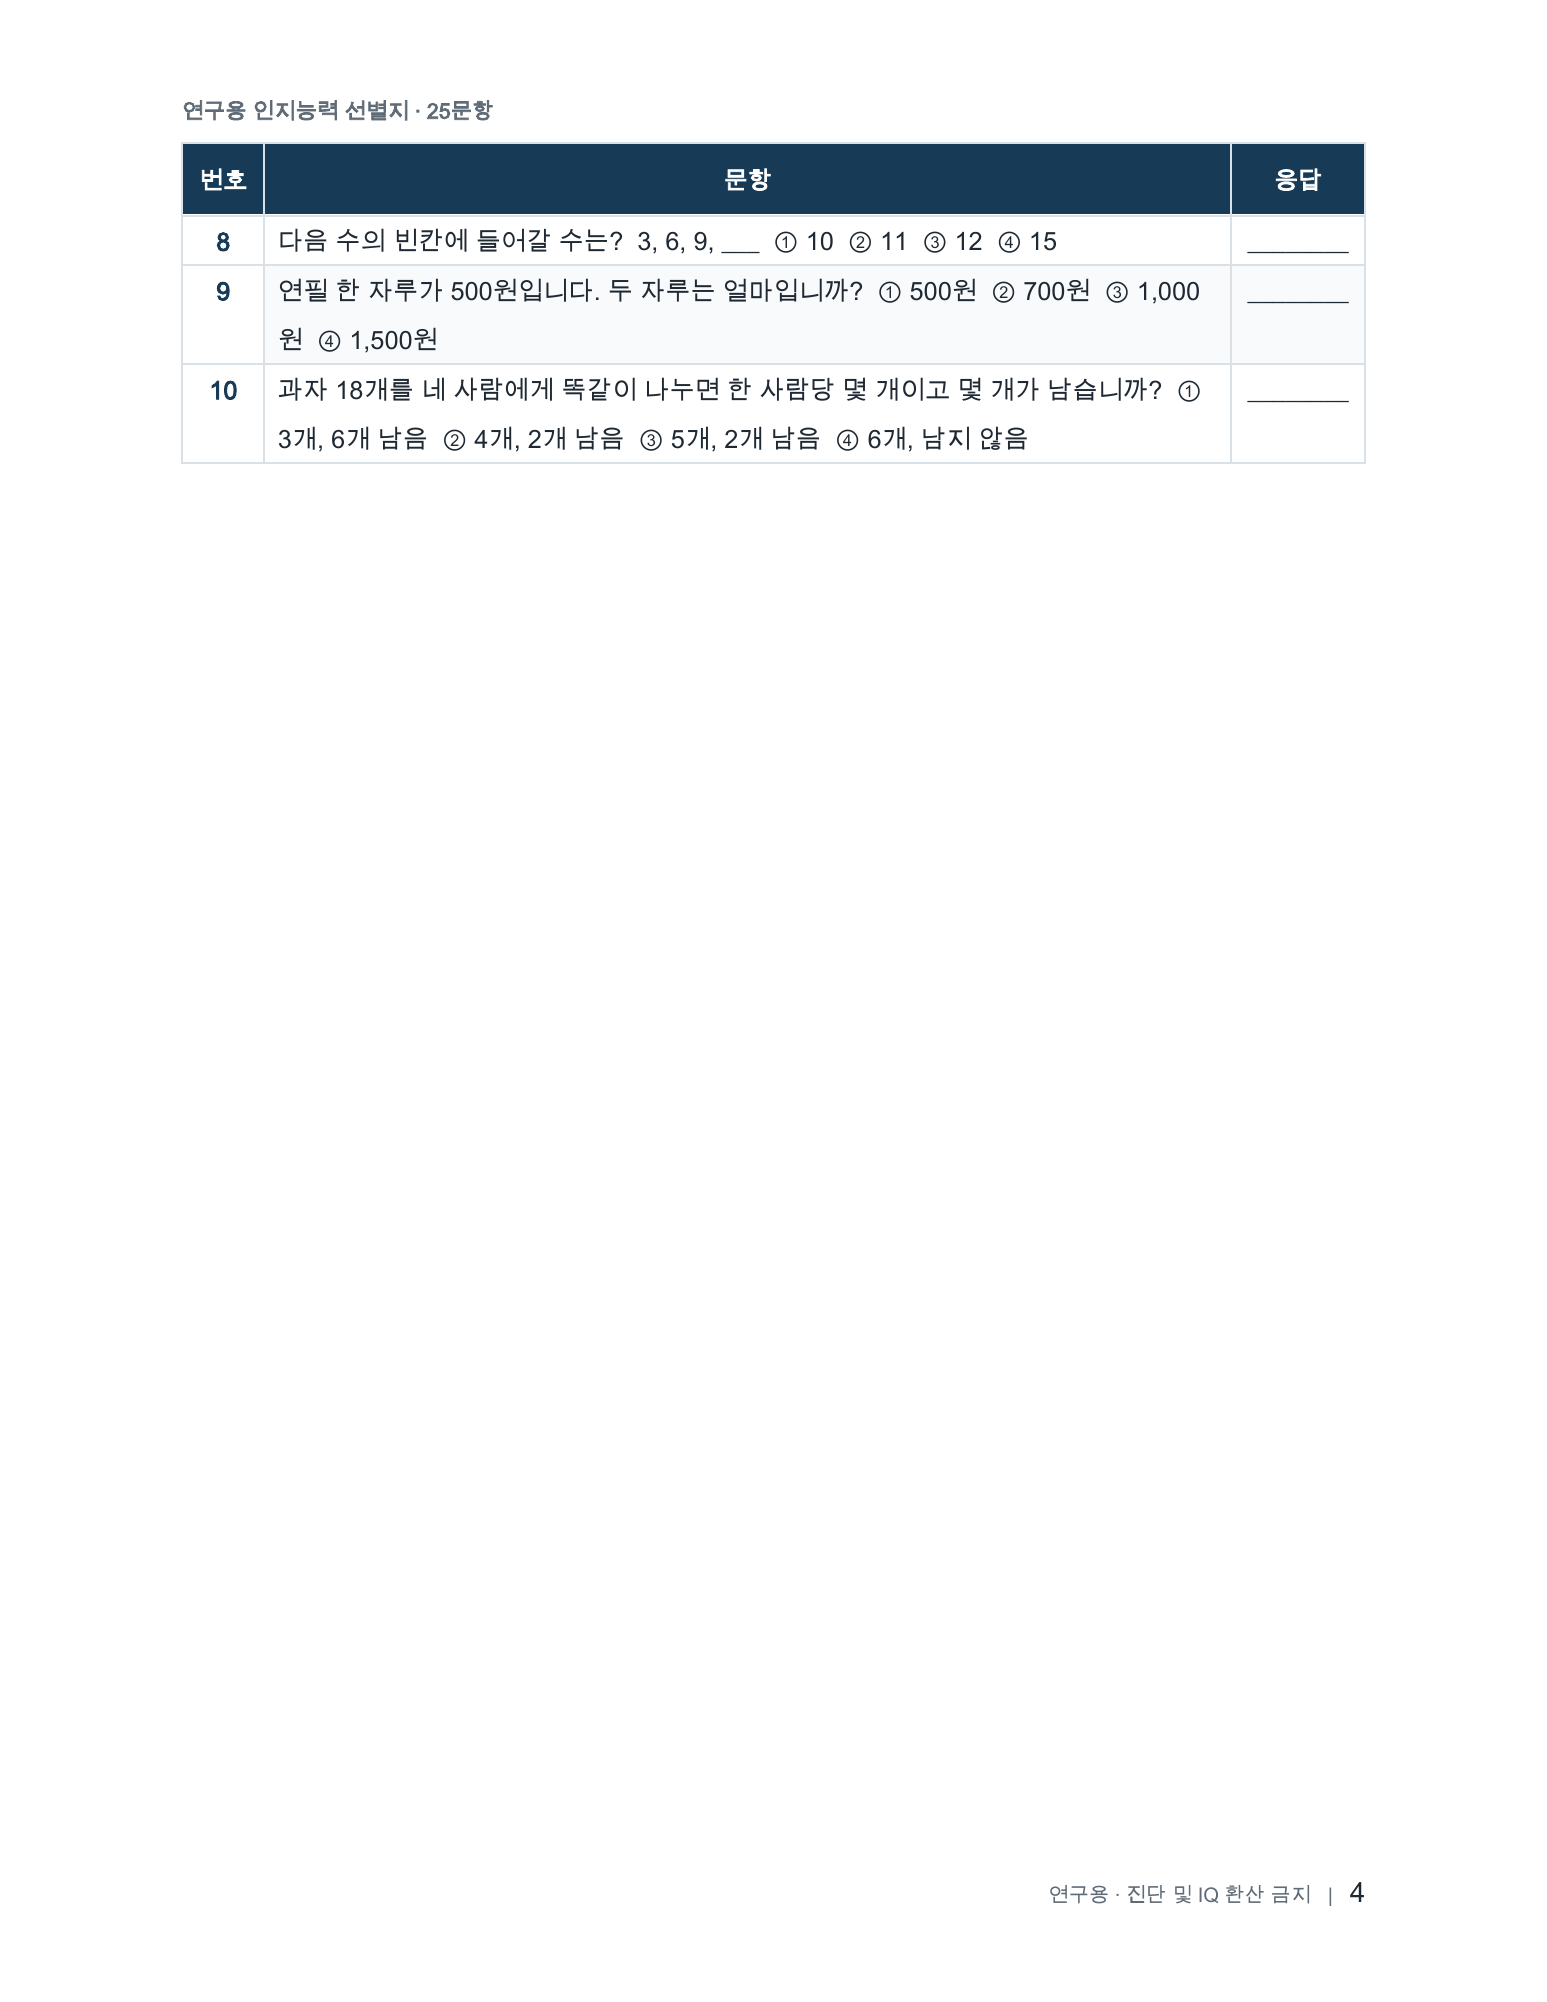 연구용 인지능력 선별지 · 25문항
번호 문항 응답
8 다음 수의 빈칸에 들어갈 수는? 3, 6, 9, ___ ① 10 ② 11 ③ 12 ④ 15 ________
9 연필 한 자루가 500원입니다. 두 자루는 얼마입니까? ① 500원 ② 700원 ③ 1,000 ________
원 ④ 1,500원
10 과자 18개를 네 사람에게 똑같이 나누면 한 사람당 몇 개이고 몇 개가 남습니까? ① ________
3개, 6개 남음 ② 4개, 2개 남음 ③ 5개, 2개 남음 ④ 6개, 남지 않음
연구용 · 진단 및 IQ 환산 금지 | 4